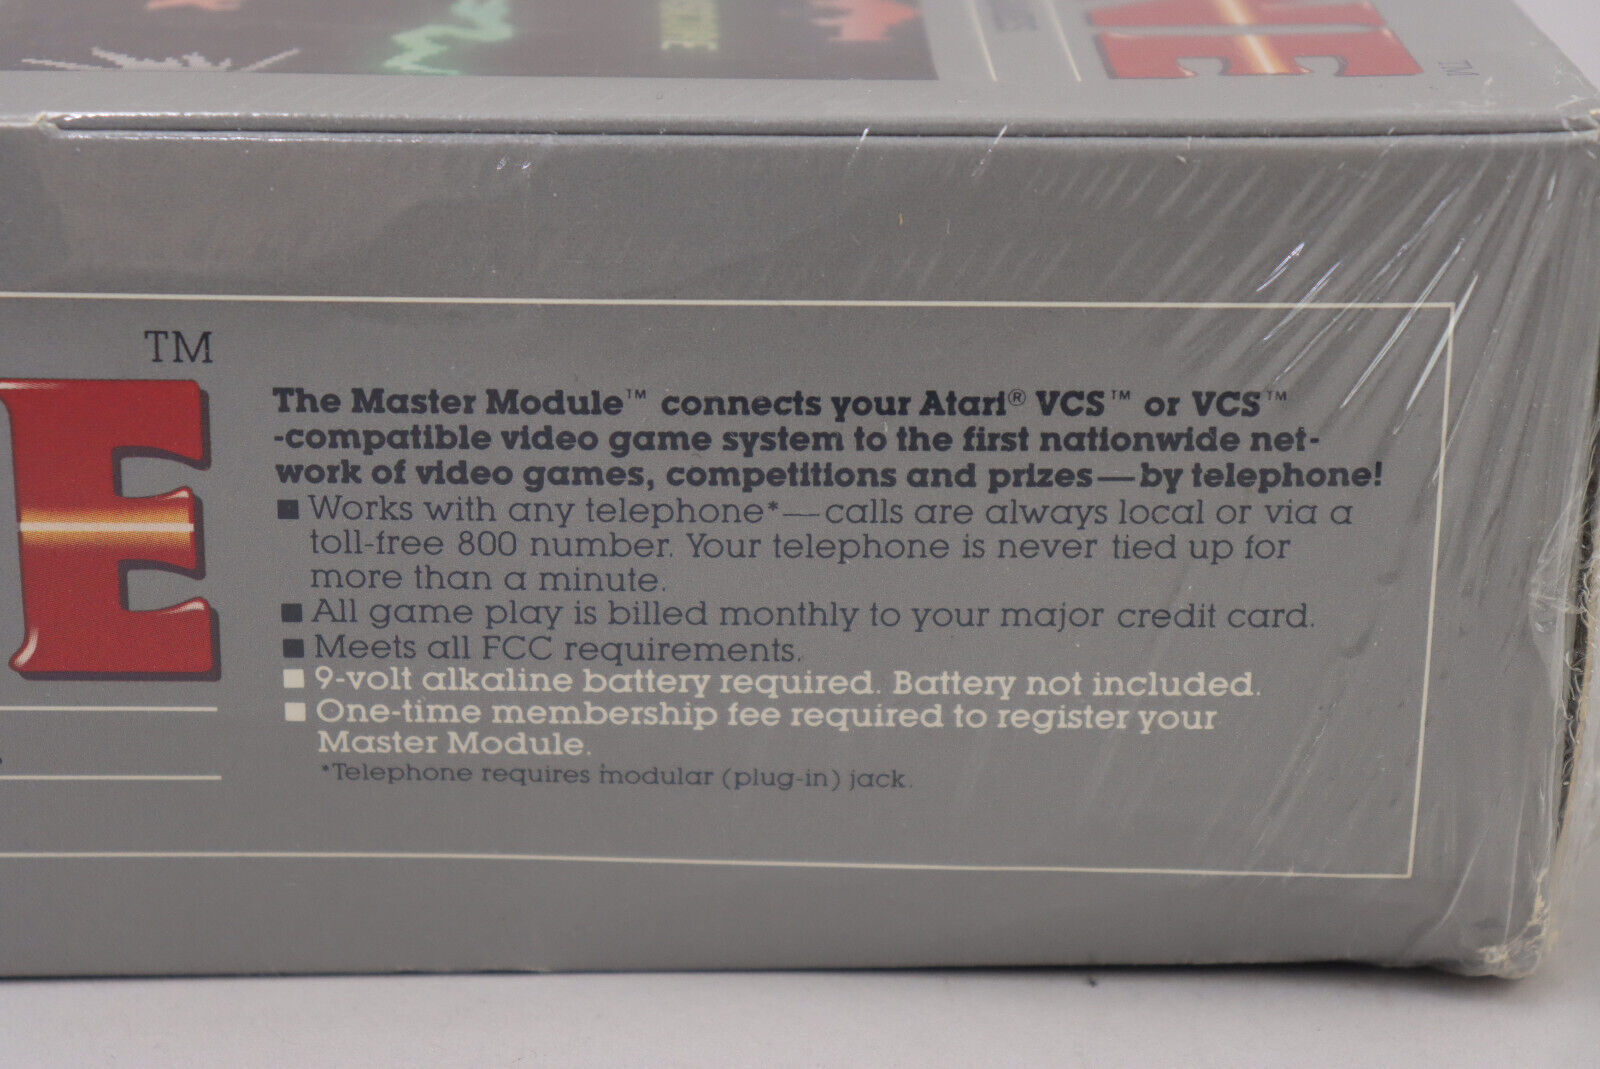 NE TM
TM
E
The Master Module™ connects your Atari® VCS™ or VCS™
-compatible video game system to the first nationwide net-
work of video games, competitions and prizes—by telephone!
■ Works with any telephone*—calls are always local or via a
toll-free 800 number. Your telephone is never tied up for
more than a minute.
■ All game play is billed monthly to your major credit card.
■ Meets all FCC requirements.
■ 9-volt alkaline battery required. Battery not included.
■ One-time membership fee required to register your
Master Module.
*Telephone requires modular (plug-in) jack.